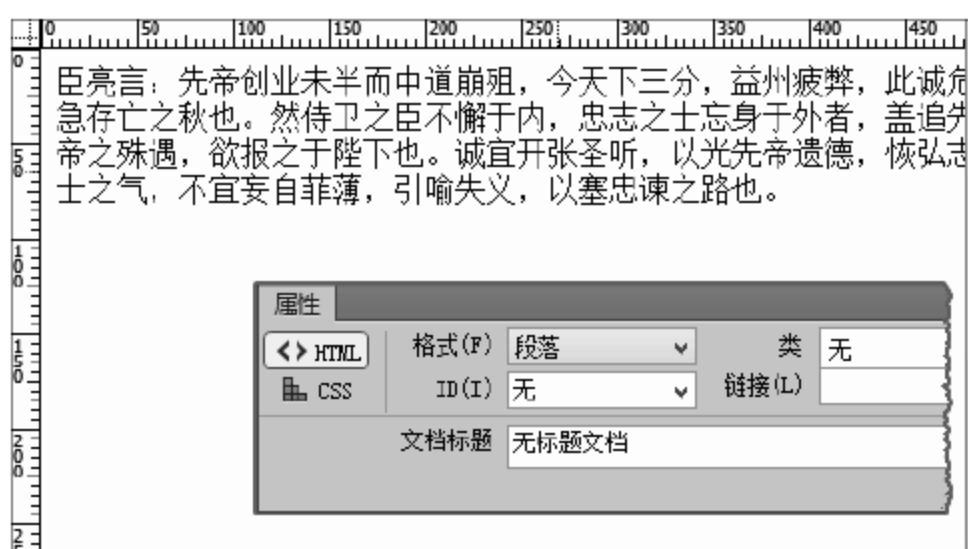 0 50 100 150 200 250 300 350 400 450
0
臣亮言：先帝创业未半而中道崩殂，今天下三分，益州疲弊，此诚危
急存亡之秋也。然侍卫之臣不懈于内，忠志之士忘身于外者，盖追先
50
帝之殊遇，欲报之于陛下也。诚宜开张圣听，以光先帝遗德，恢弘志
士之气，不宜妄自菲薄，引喻失义，以塞忠谏之路也。
100
属性
150
<> HTML 格式(F) 段落 类 无
CSS ID(I) 无 链接(L)
200
文档标题 无标题文档